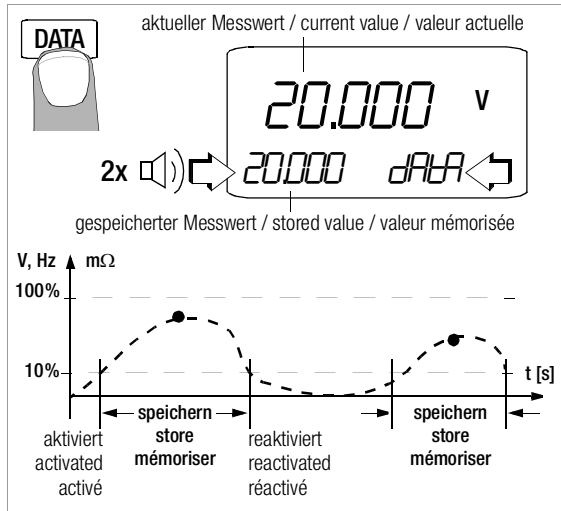 DATA
aktueller Messwert / current value / valeur actuelle
20.000 V
2x
20.000 dAtA
gespeicherter Messwert / stored value / valeur mémorisée
V, Hz mΩ
100%
10%
t [s]
speichern
store
mémoriser
speichern
store
mémoriser
aktiviert
activated
activé
reaktiviert
reactivated
réactivé